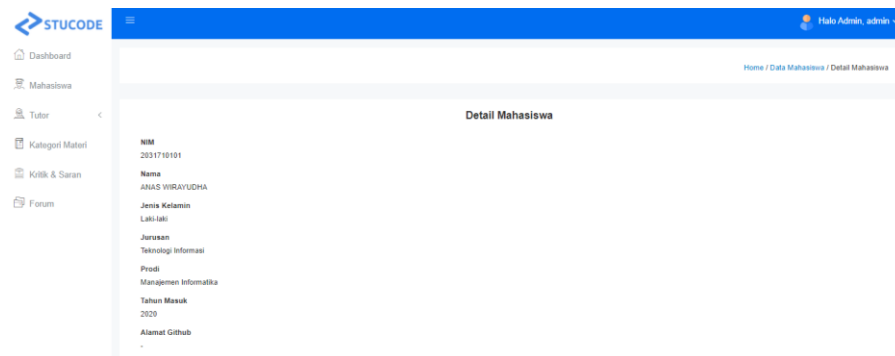 STUCODE
Halo Admin, admin
Dashboard
Mahasiswa
Tutor
Kategori Materi
Kritik & Saran
Forum
Home / Data Mahasiswa / Detail Mahasiswa
Detail Mahasiswa
NIM
2031710101
Nama
ANAS WIRAYUDHA
Jenis Kelamin
Laki-laki
Jurusan
Teknologi Informasi
Prodi
Manajemen Informatika
Tahun Masuk
2020
Alamat Github
-